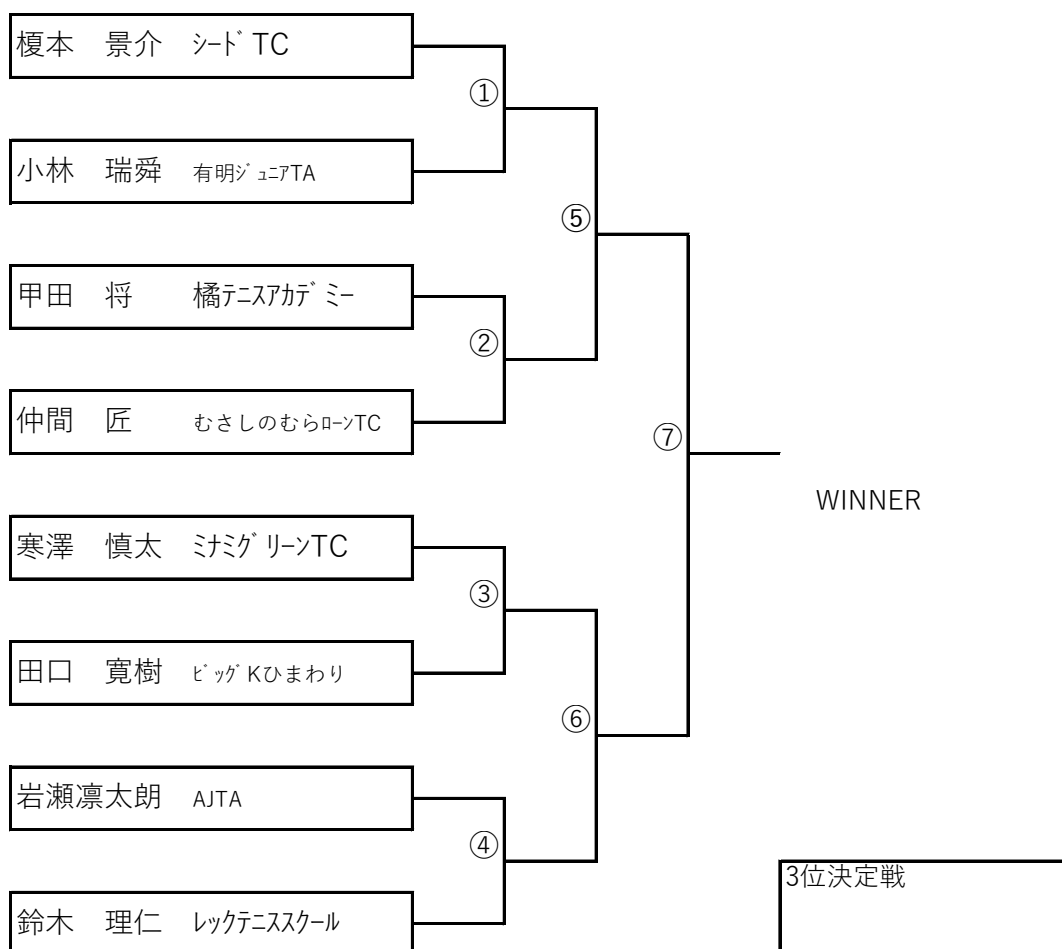 榎本　景介　ｼｰﾄﾞTC
①
小林　瑞舜　有明ｼﾞｭﾆｱTA
⑤
甲田　将　橘ﾃﾆｽｱｶﾃﾞﾐｰ
②
仲間　匠　むさしのむらﾛｰﾝTC
⑦
WINNER
寒澤　慎太　ﾐﾅﾐｸﾞﾘｰﾝTC
③
田口　寛樹　ﾋﾞｯｸﾞKひまわり
⑥
岩瀬凛太朗　AJTA
④
3位決定戦
鈴木　理仁　ﾚｯｸﾃﾆｽｽｸｰﾙ